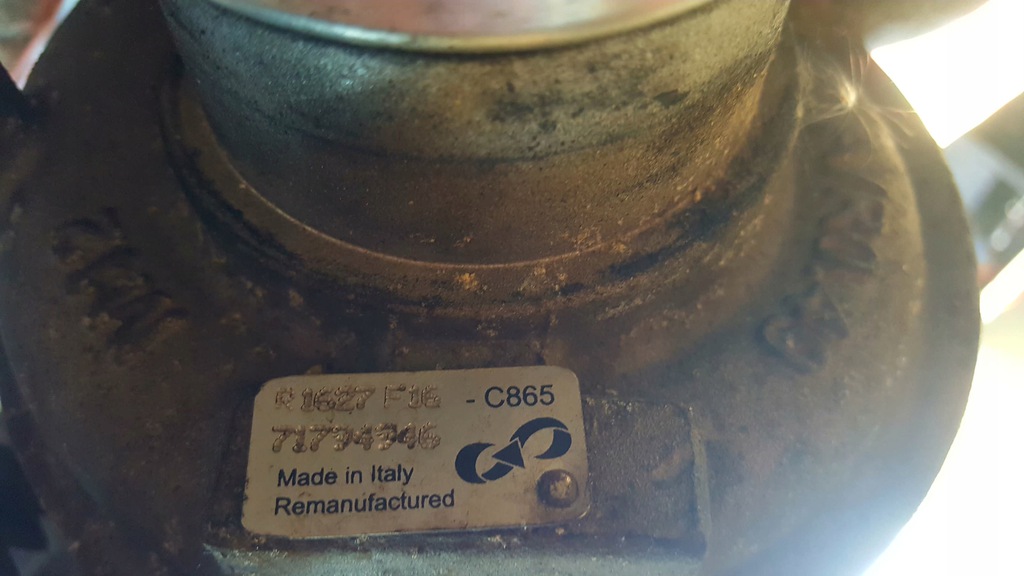 R 1627 F16 - C865
71794946
Made in Italy
Remanufactured